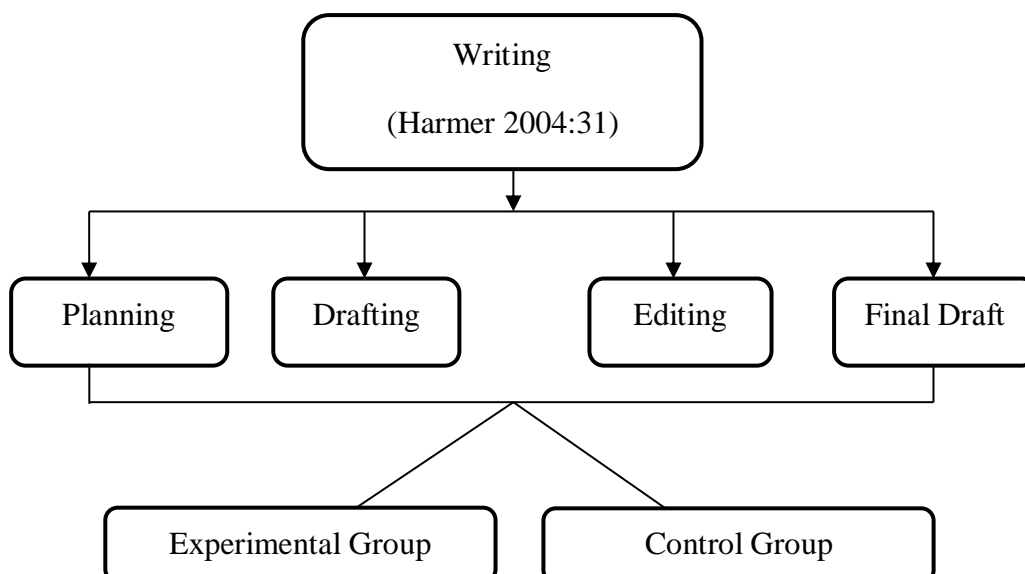 Writing
(Harmer 2004:31)
Planning
Drafting
Editing
Final Draft
Experimental Group
Control Group